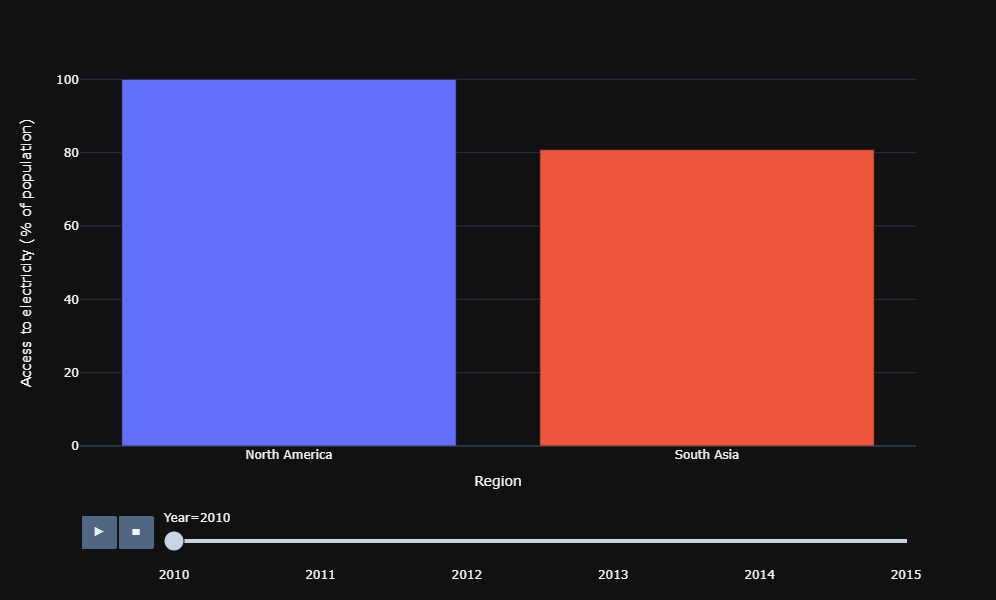 Access to electricity (% of population)
100
80
60
40
20
0
North America
South Asia
Region
Year=2010
2010
2011
2012
2013
2014
2015